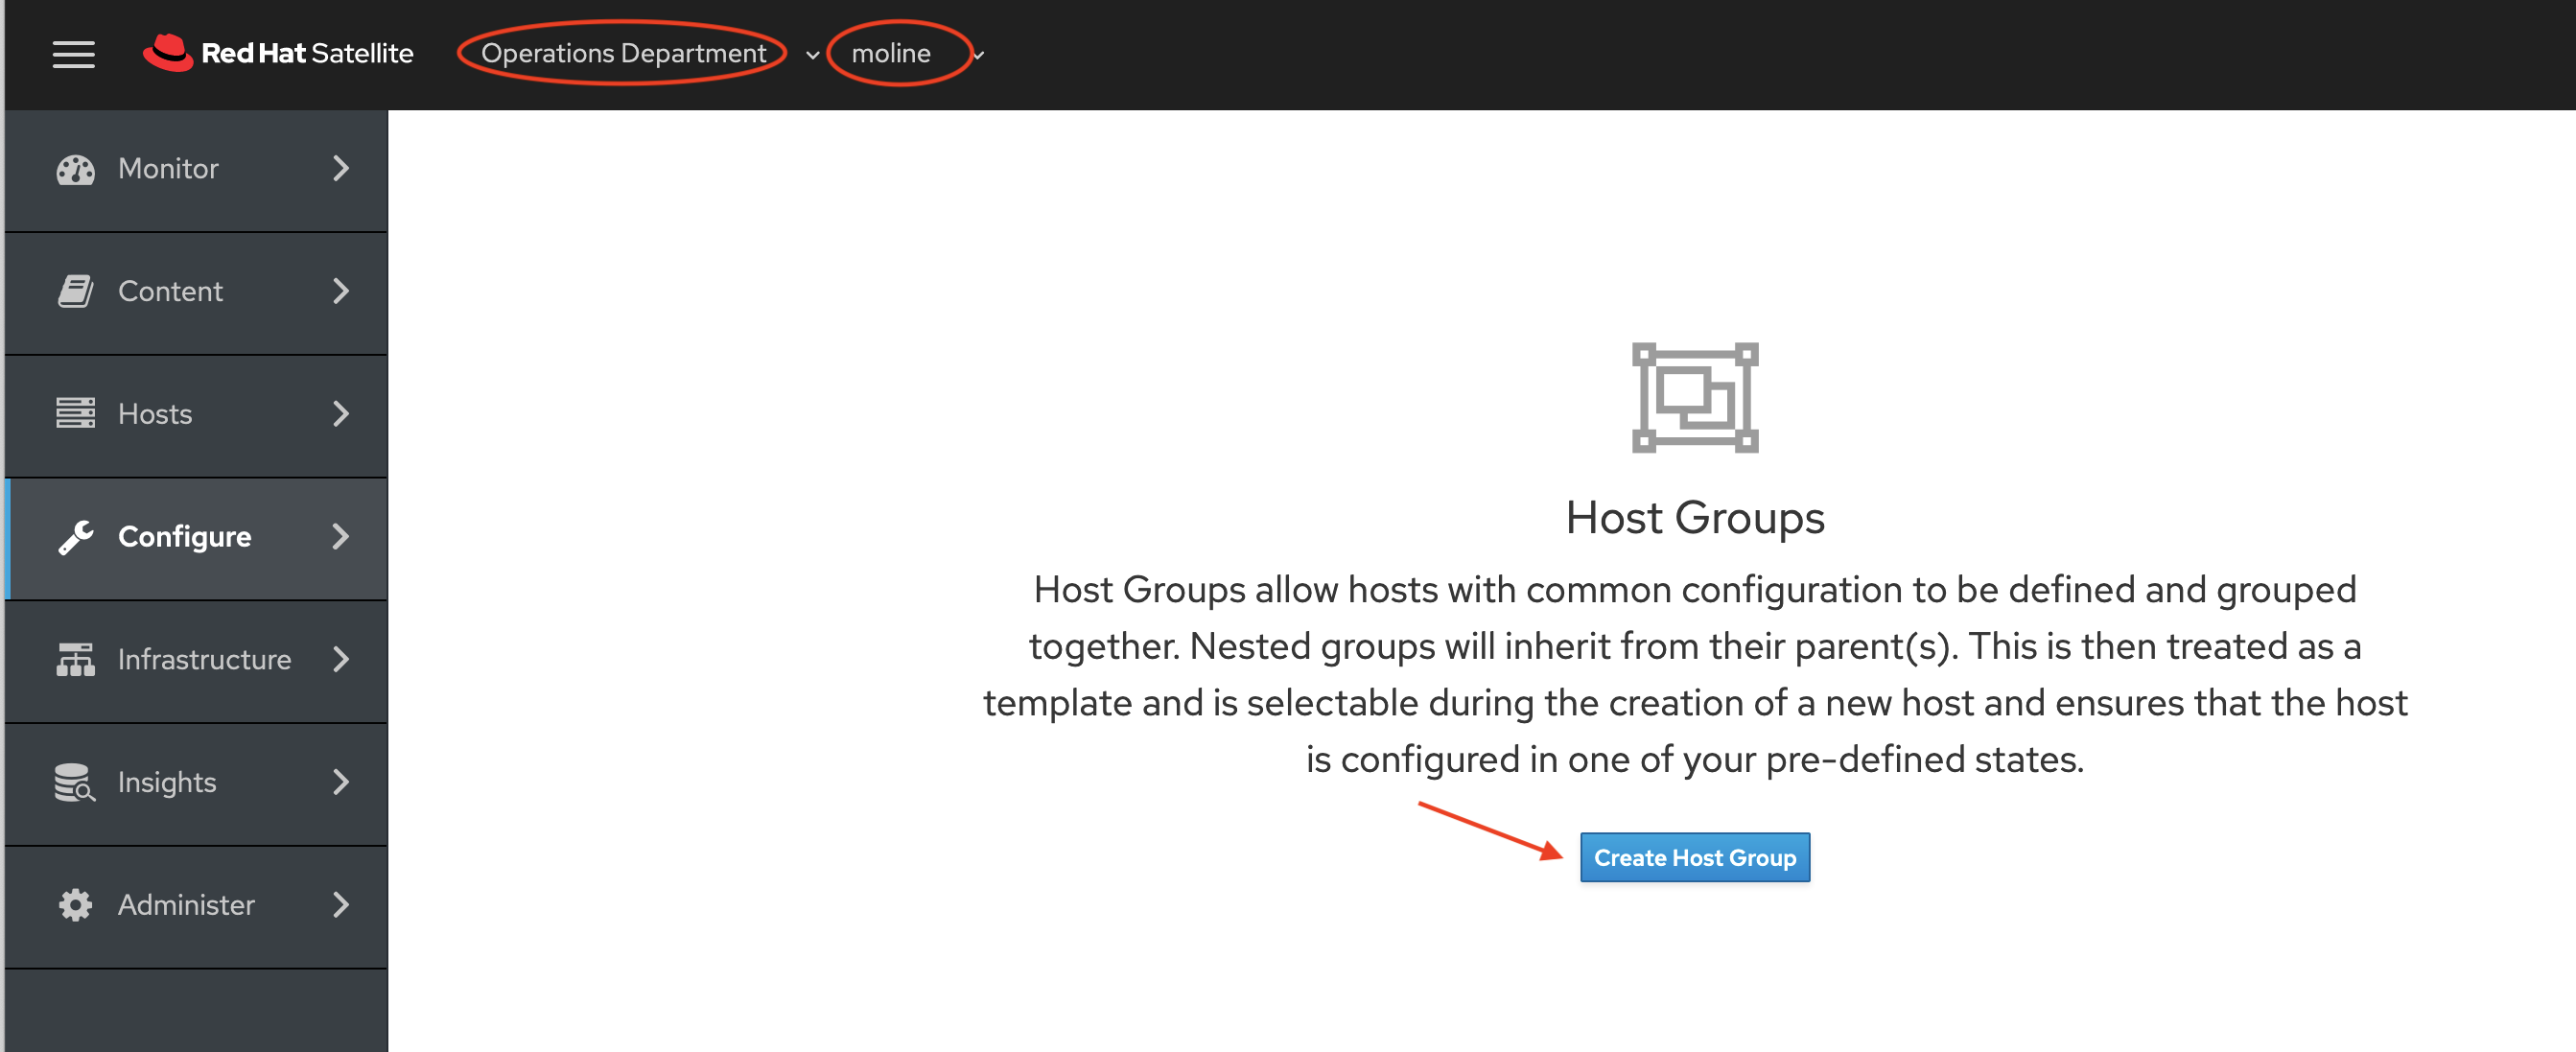 Red Hat Satellite Operations Department moline
Monitor
Content
Hosts
Configure
Infrastructure
Insights
Administer
Host Groups
Host Groups allow hosts with common configuration to be defined and grouped
together. Nested groups will inherit from their parent(s). This is then treated as a
template and is selectable during the creation of a new host and ensures that the host
is configured in one of your pre-defined states.
Create Host Group